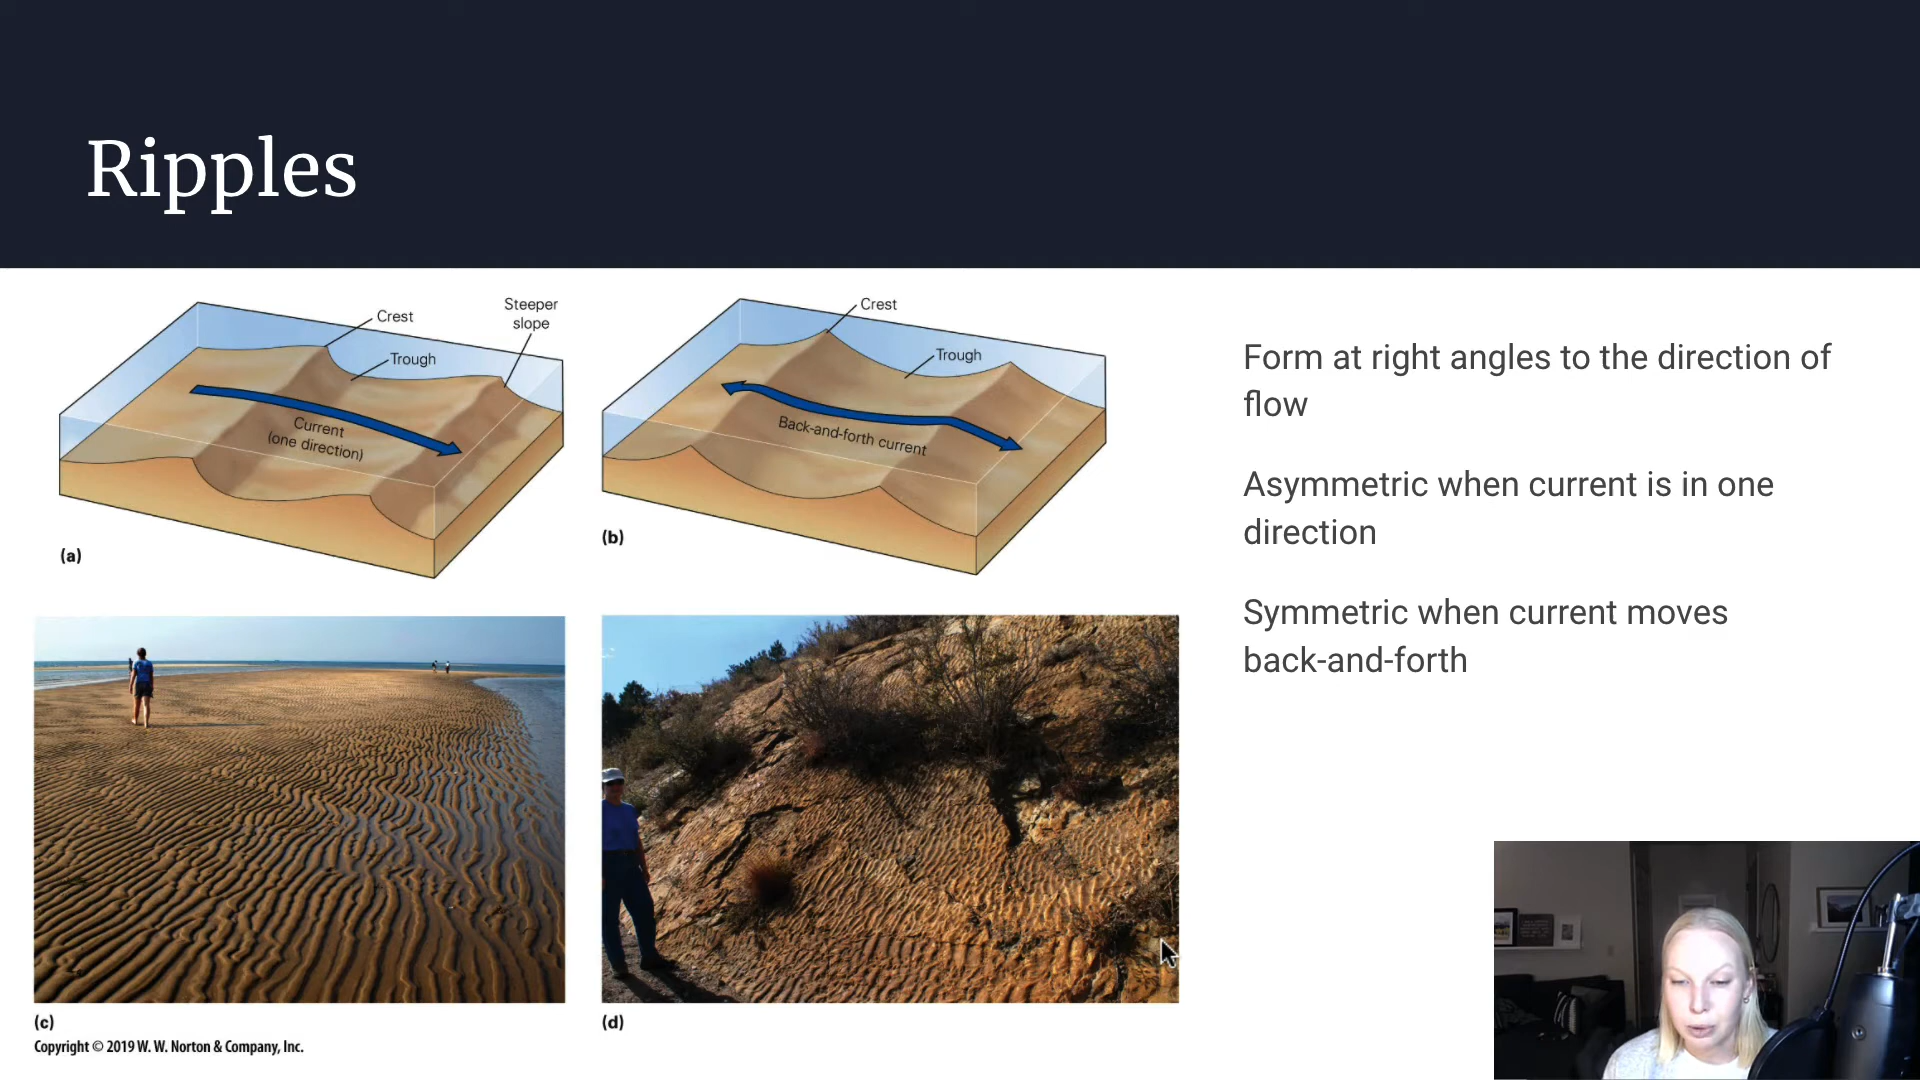 Ripples
Crest
Steeper
slope
Trough
Current
(one direction)
(a)
Crest
Trough
Back-and-forth current
(b)
(c)
Copyright © 2019 W. W. Norton & Company, Inc.
(d)
Form at right angles to the direction of
flow
Asymmetric when current is in one
direction
Symmetric when current moves
back-and-forth